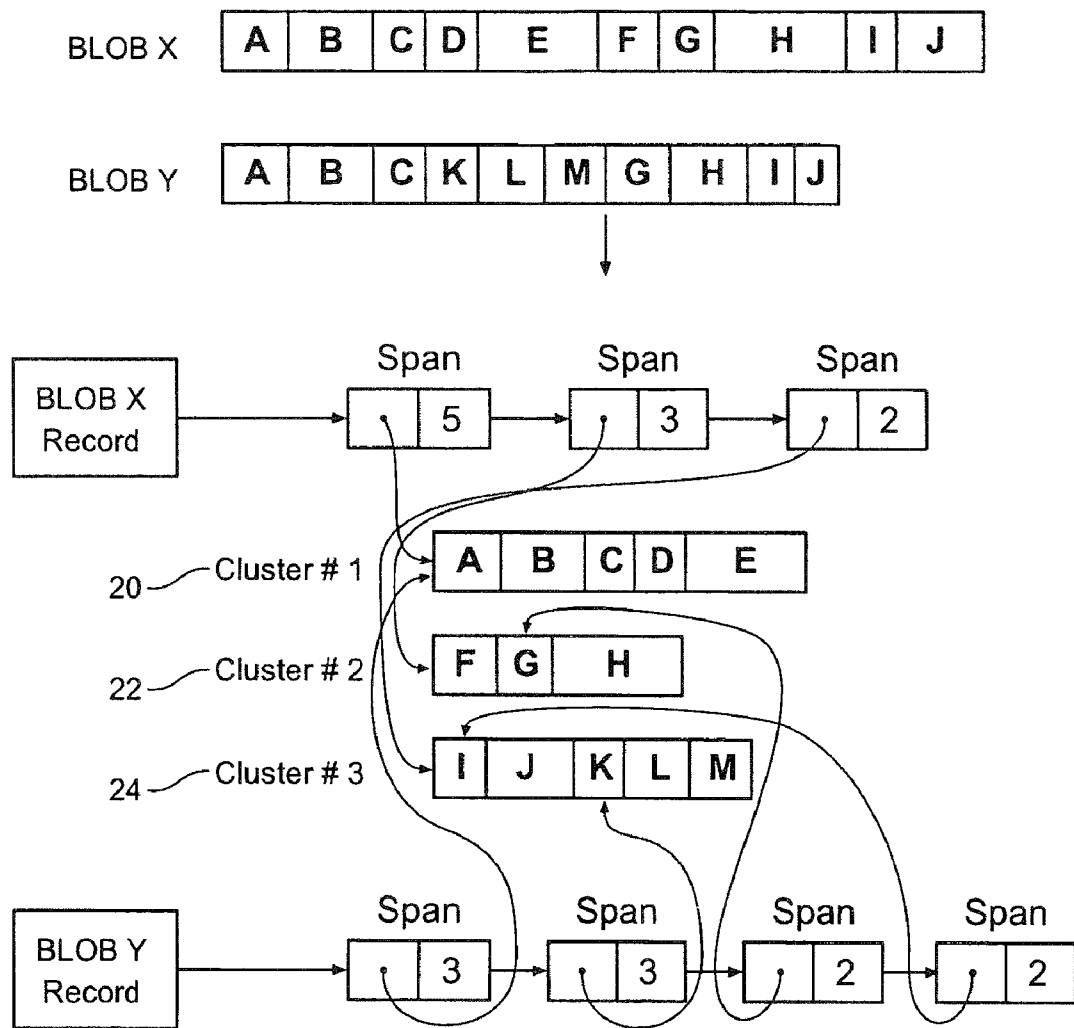 BLOB X A B C D E F G H I J
BLOB Y A B C K L M G H I J
Span Span Span
BLOB X
Record
5 3 2
20 Cluster # 1 A B C D E
22 Cluster # 2 F G H
24 Cluster # 3 I J K L M
Span Span Span Span
BLOB Y
Record
3 3 2 2